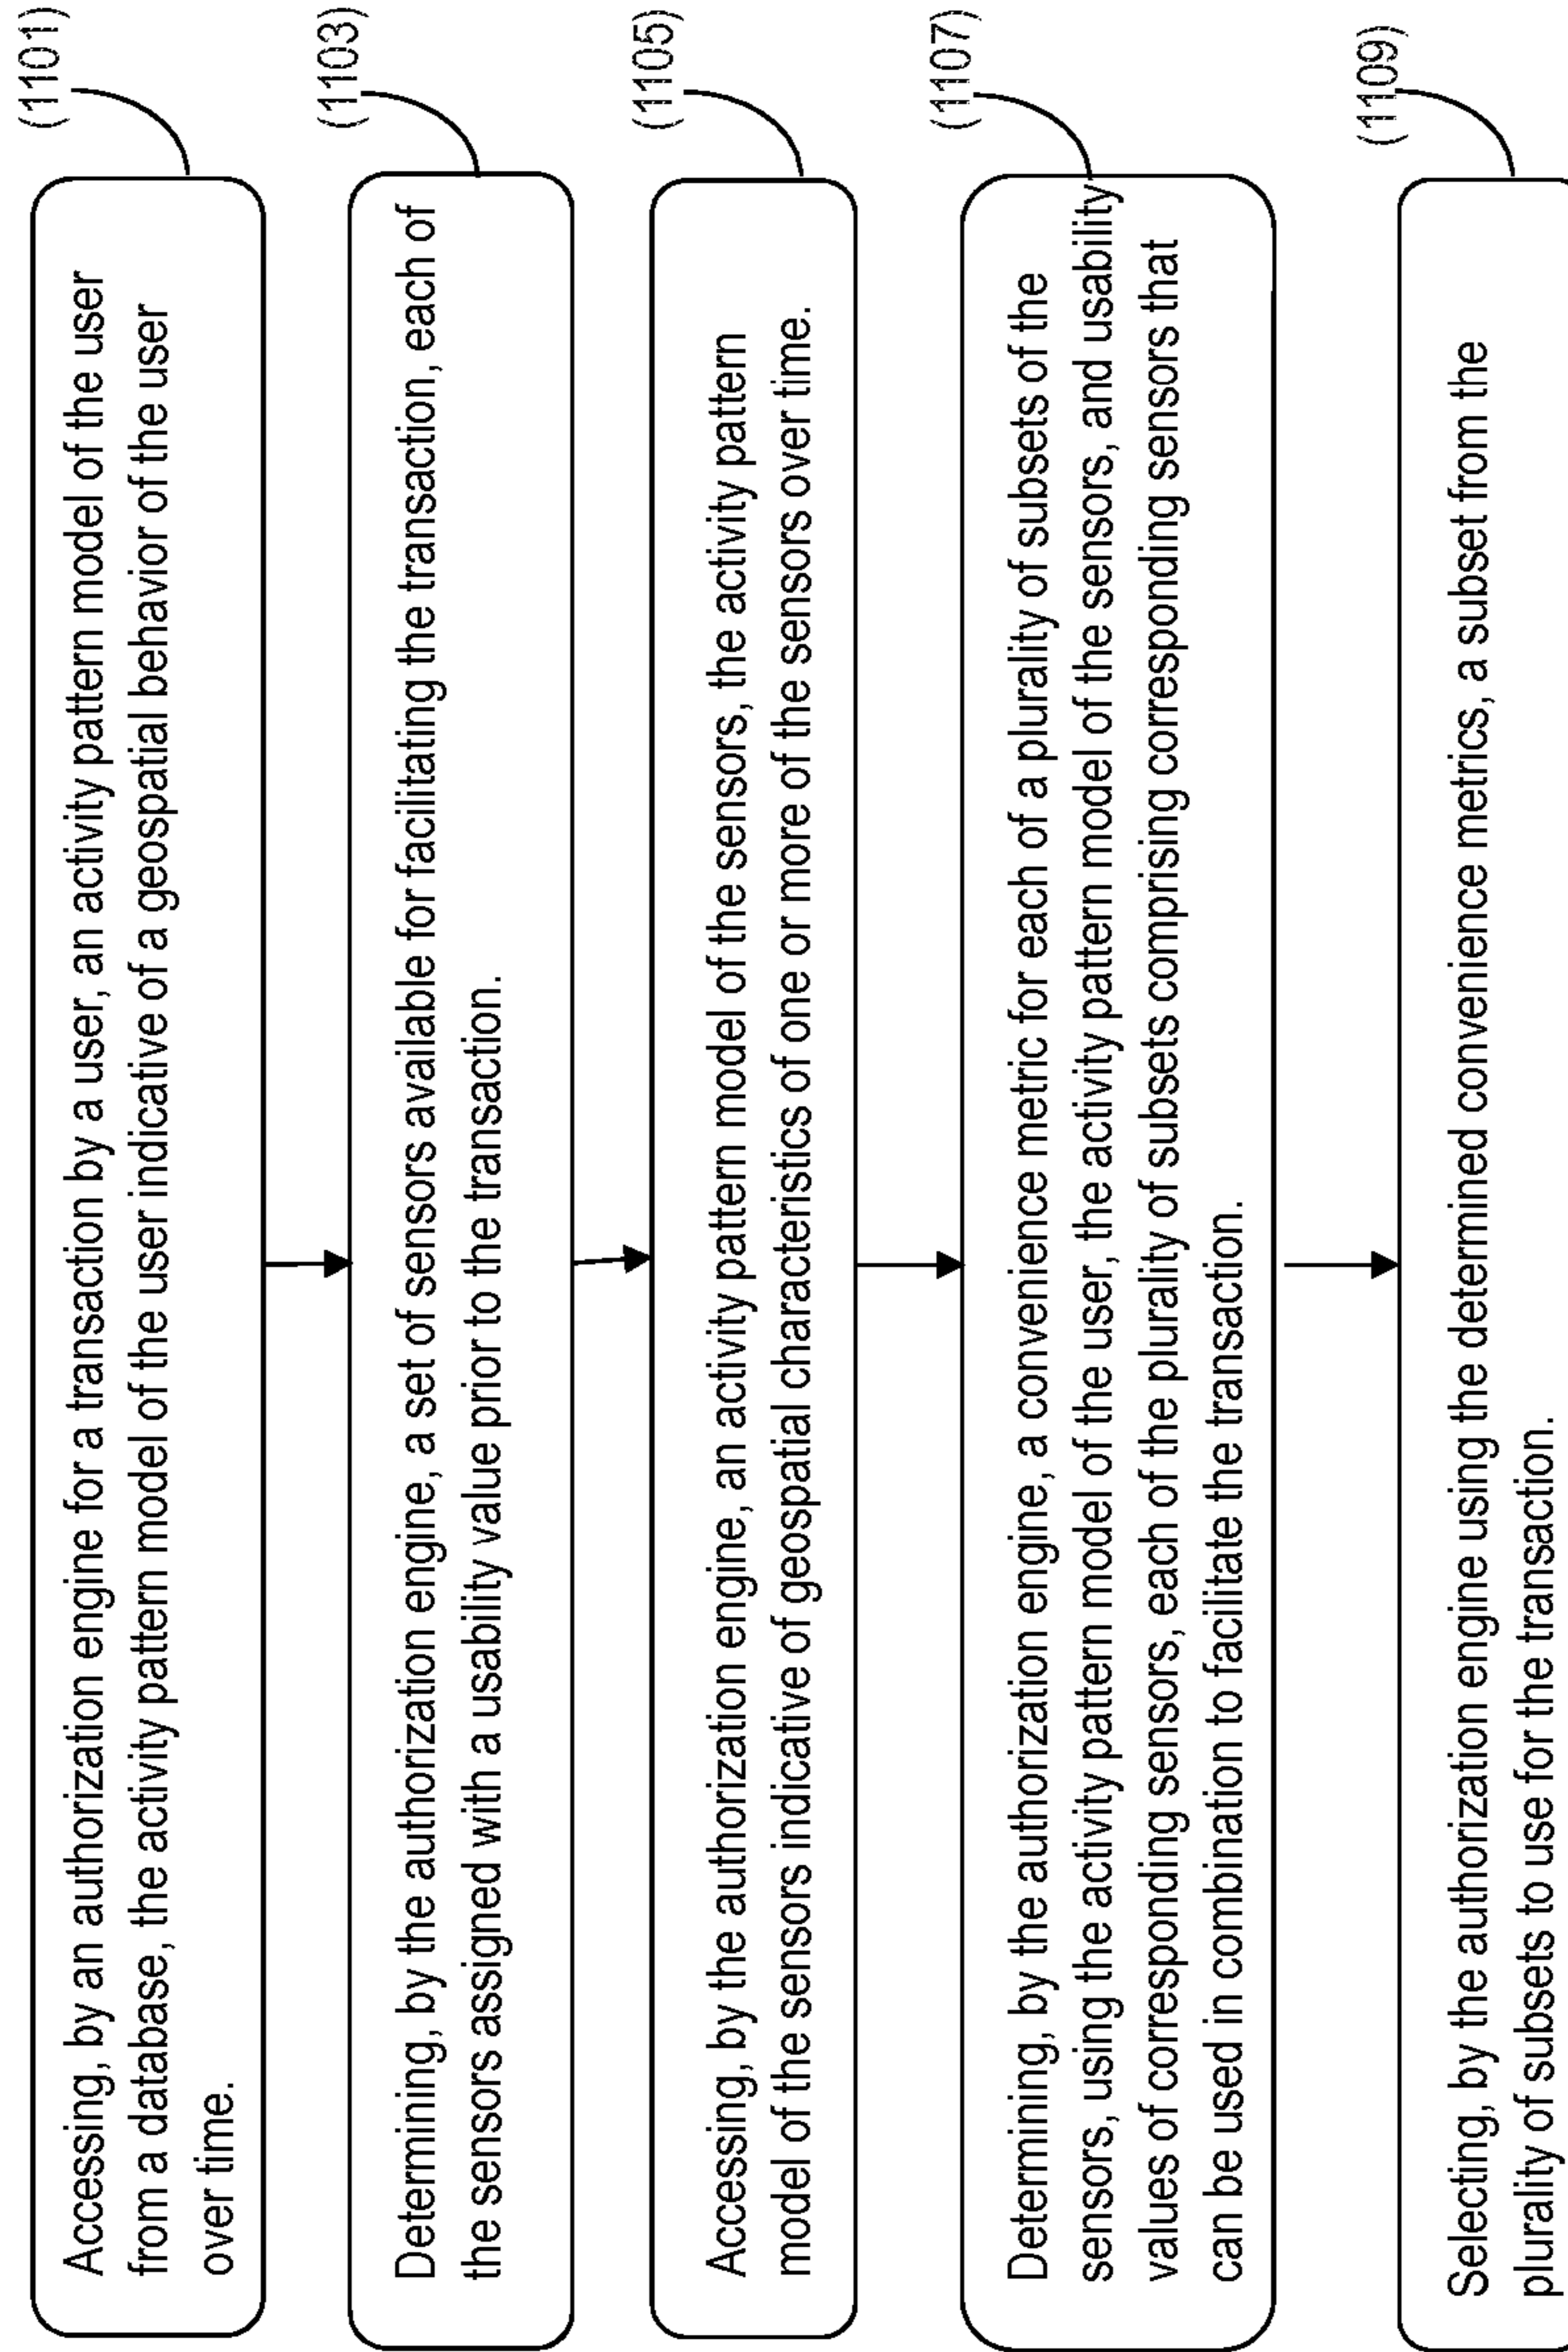 (1101)
Accessing, by an authorization engine for a transaction by a user, an activity pattern model of the user
from a database, the activity pattern model of the user indicative of a geospatial behavior of the user
over time.
(1103)
Determining, by the authorization engine, a set of sensors available for facilitating the transaction, each of
the sensors assigned with a usability value prior to the transaction.
(1105)
Accessing, by the authorization engine, an activity pattern model of the sensors, the activity pattern
model of the sensors indicative of geospatial characteristics of one or more of the sensors over time.
(1107)
Determining, by the authorization engine, a convenience metric for each of a plurality of subsets of the
sensors, using the activity pattern model of the user, the activity pattern model of the sensors, and usability
values of corresponding sensors, each of the plurality of subsets comprising corresponding sensors that
can be used in combination to facilitate the transaction.
(1109)
Selecting, by the authorization engine using the determined convenience metrics, a subset from the
plurality of subsets to use for the transaction.